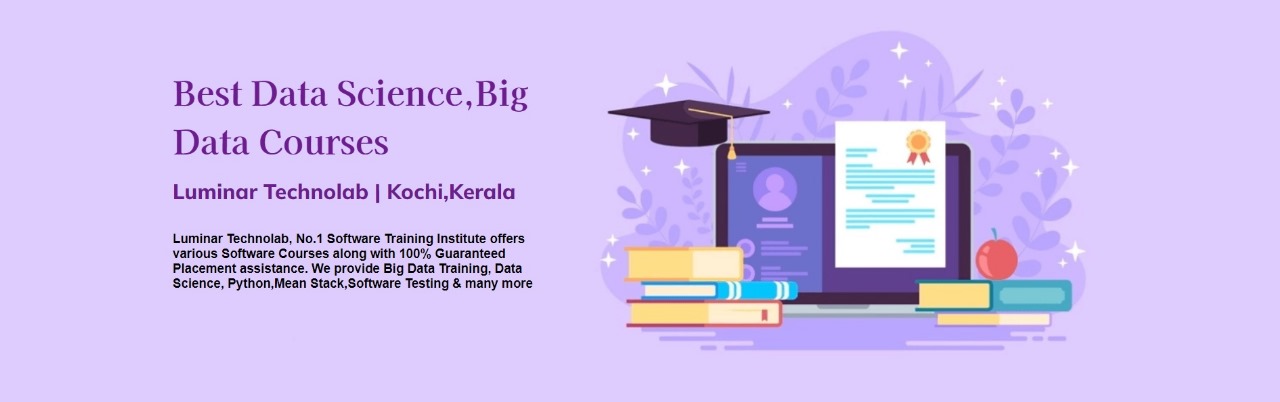 Best Data Science,Big
Data Courses
Luminar Technolab | Kochi,Kerala
Luminar Technolab, No.1 Software Training Institute offers
various Software Courses along with 100% Guaranteed
Placement assistance. We provide Big Data Training, Data
Science, Python,Mean Stack,Software Testing & many more